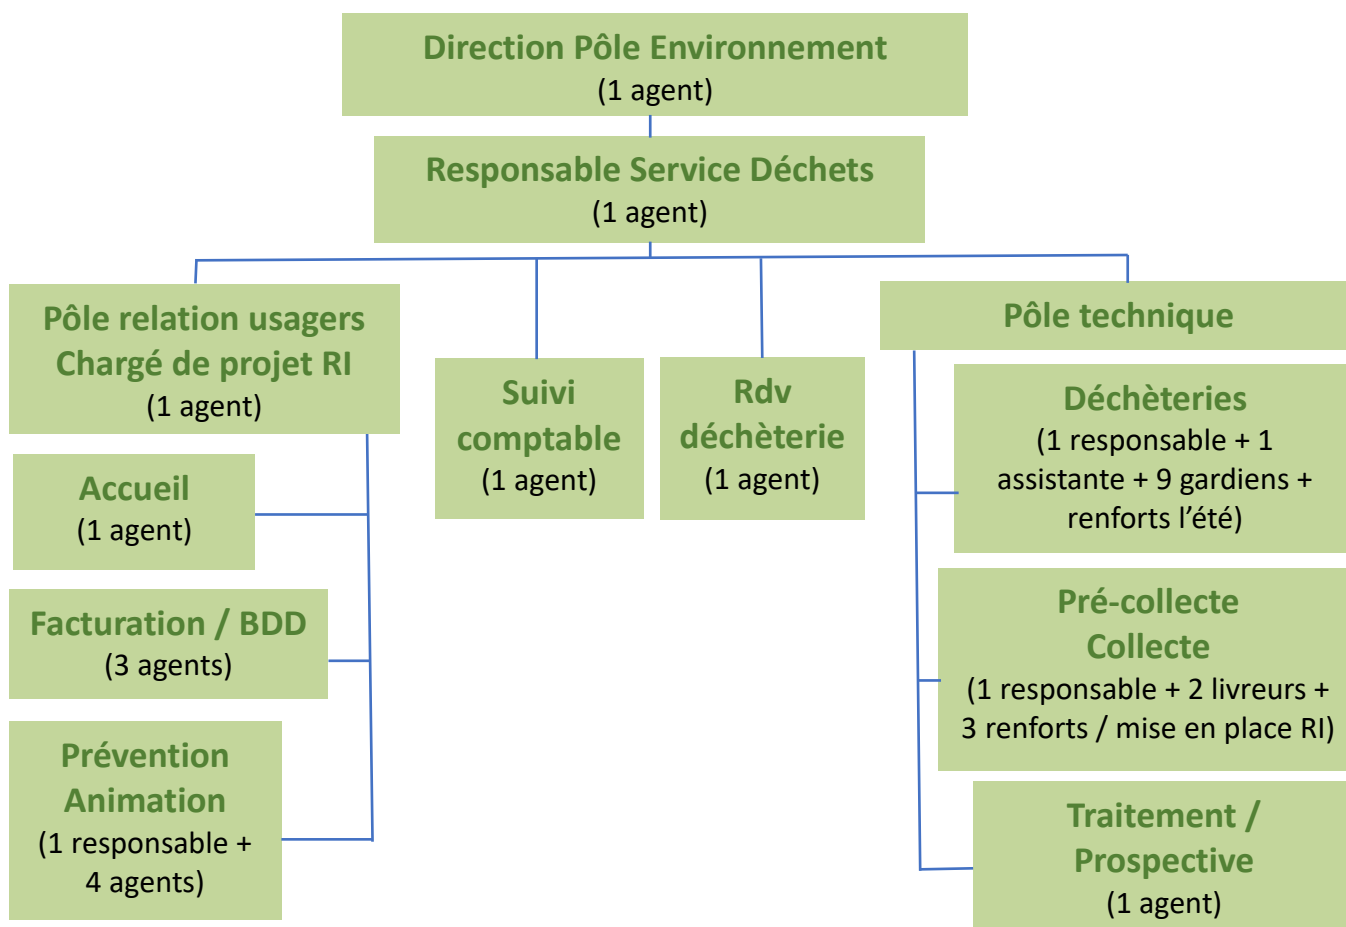 Direction Pôle Environnement
(1 agent)
Responsable Service Déchets
(1 agent)
Pôle relation usagers
Chargé de projet RI
(1 agent)
Accueil
(1 agent)
Facturation / BDD
(3 agents)
Prévention
Animation
(1 responsable +
4 agents)
Suivi
comptable
(1 agent)
Rdv
déchèterie
(1 agent)
Pôle technique
Déchèteries
(1 responsable + 1
assistante + 9 gardiens +
renforts l’été)
Pré-collecte
Collecte
(1 responsable + 2 livreurs +
3 renforts / mise en place RI)
Traitement /
Prospective
(1 agent)